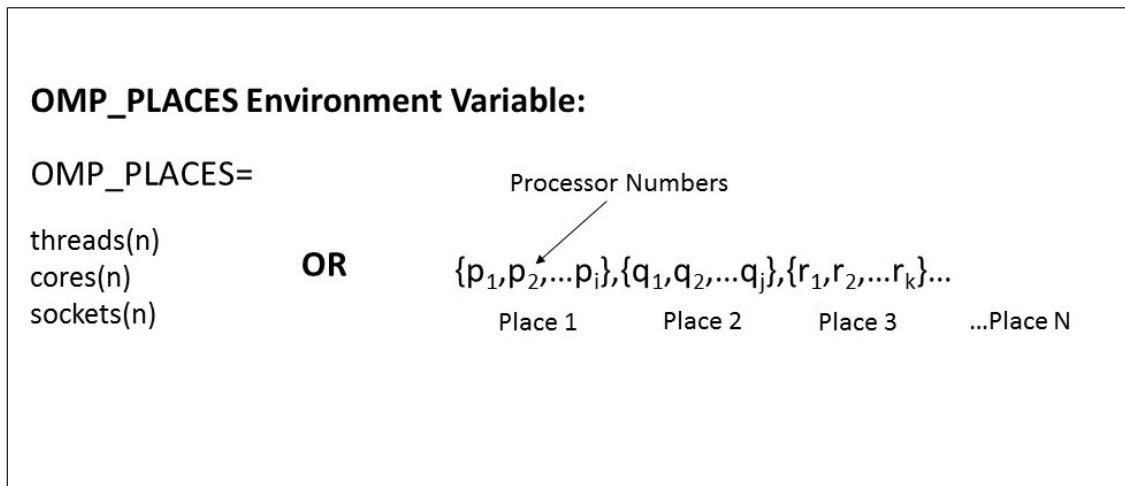 OMP_PLACES Environment Variable:
OMP_PLACES=
Processor Numbers
threads(n)
cores(n)
sockets(n)
OR
{p₁,p₂,...pᵢ},{q₁,q₂,...qⱼ},{r₁,r₂,...rₖ}...
Place 1 Place 2 Place 3 ...Place N